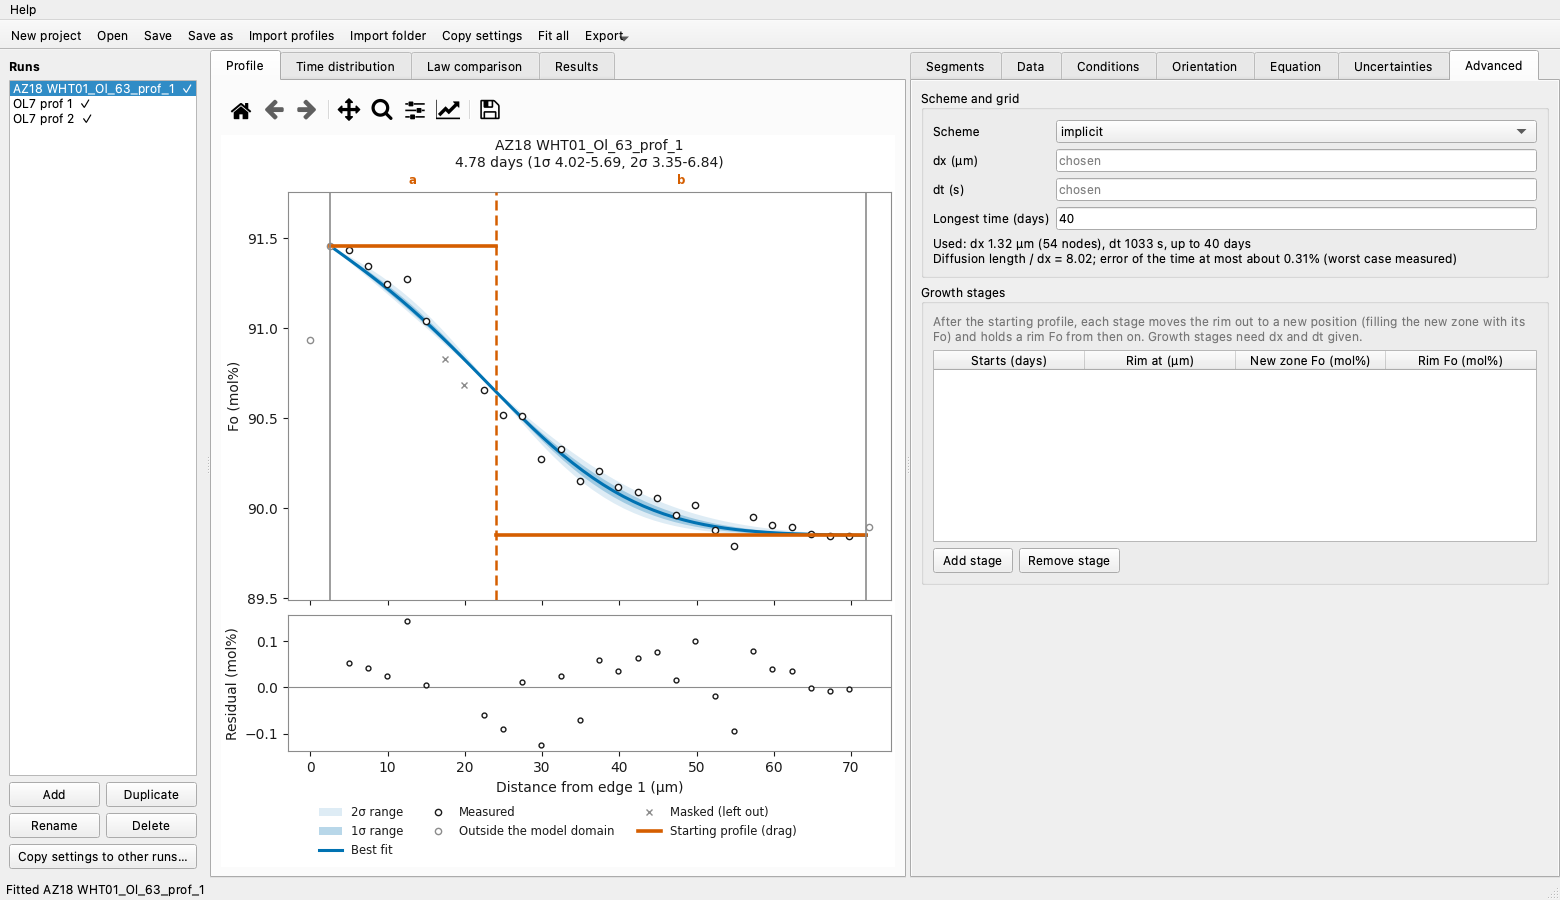 Help
New project Open Save Save as Import profiles Import folder Copy settings Fit all Export
Runs
AZ18 WHT01_Ol_63_prof_1 ✓
OL7 prof 1 ✓
OL7 prof 2 ✓
Add Duplicate
Rename Delete
Copy settings to other runs...
Profile Time distribution Law comparison Results
AZ18 WHT01_Ol_63_prof_1
4.78 days (1σ 4.02-5.69, 2σ 3.35-6.84)
a b
91.5
91.0
90.5
90.0
89.5
Fo (mol%)
0.1
0.0
−0.1
Residual (mol%)
0 10 20 30 40 50 60 70
Distance from edge 1 (μm)
2σ range Measured Masked (left out)
1σ range Outside the model domain Starting profile (drag)
Best fit
Segments Data Conditions Orientation Equation Uncertainties Advanced
Scheme and grid
Scheme implicit
dx (μm) chosen
dt (s) chosen
Longest time (days) 40
Used: dx 1.32 μm (54 nodes), dt 1033 s, up to 40 days
Diffusion length / dx = 8.02; error of the time at most about 0.31% (worst case measured)
Growth stages
After the starting profile, each stage moves the rim out to a new position (filling the new zone with its
Fo) and holds a rim Fo from then on. Growth stages need dx and dt given.
Starts (days) Rim at (μm) New zone Fo (mol%) Rim Fo (mol%)
Add stage Remove stage
Fitted AZ18 WHT01_Ol_63_prof_1